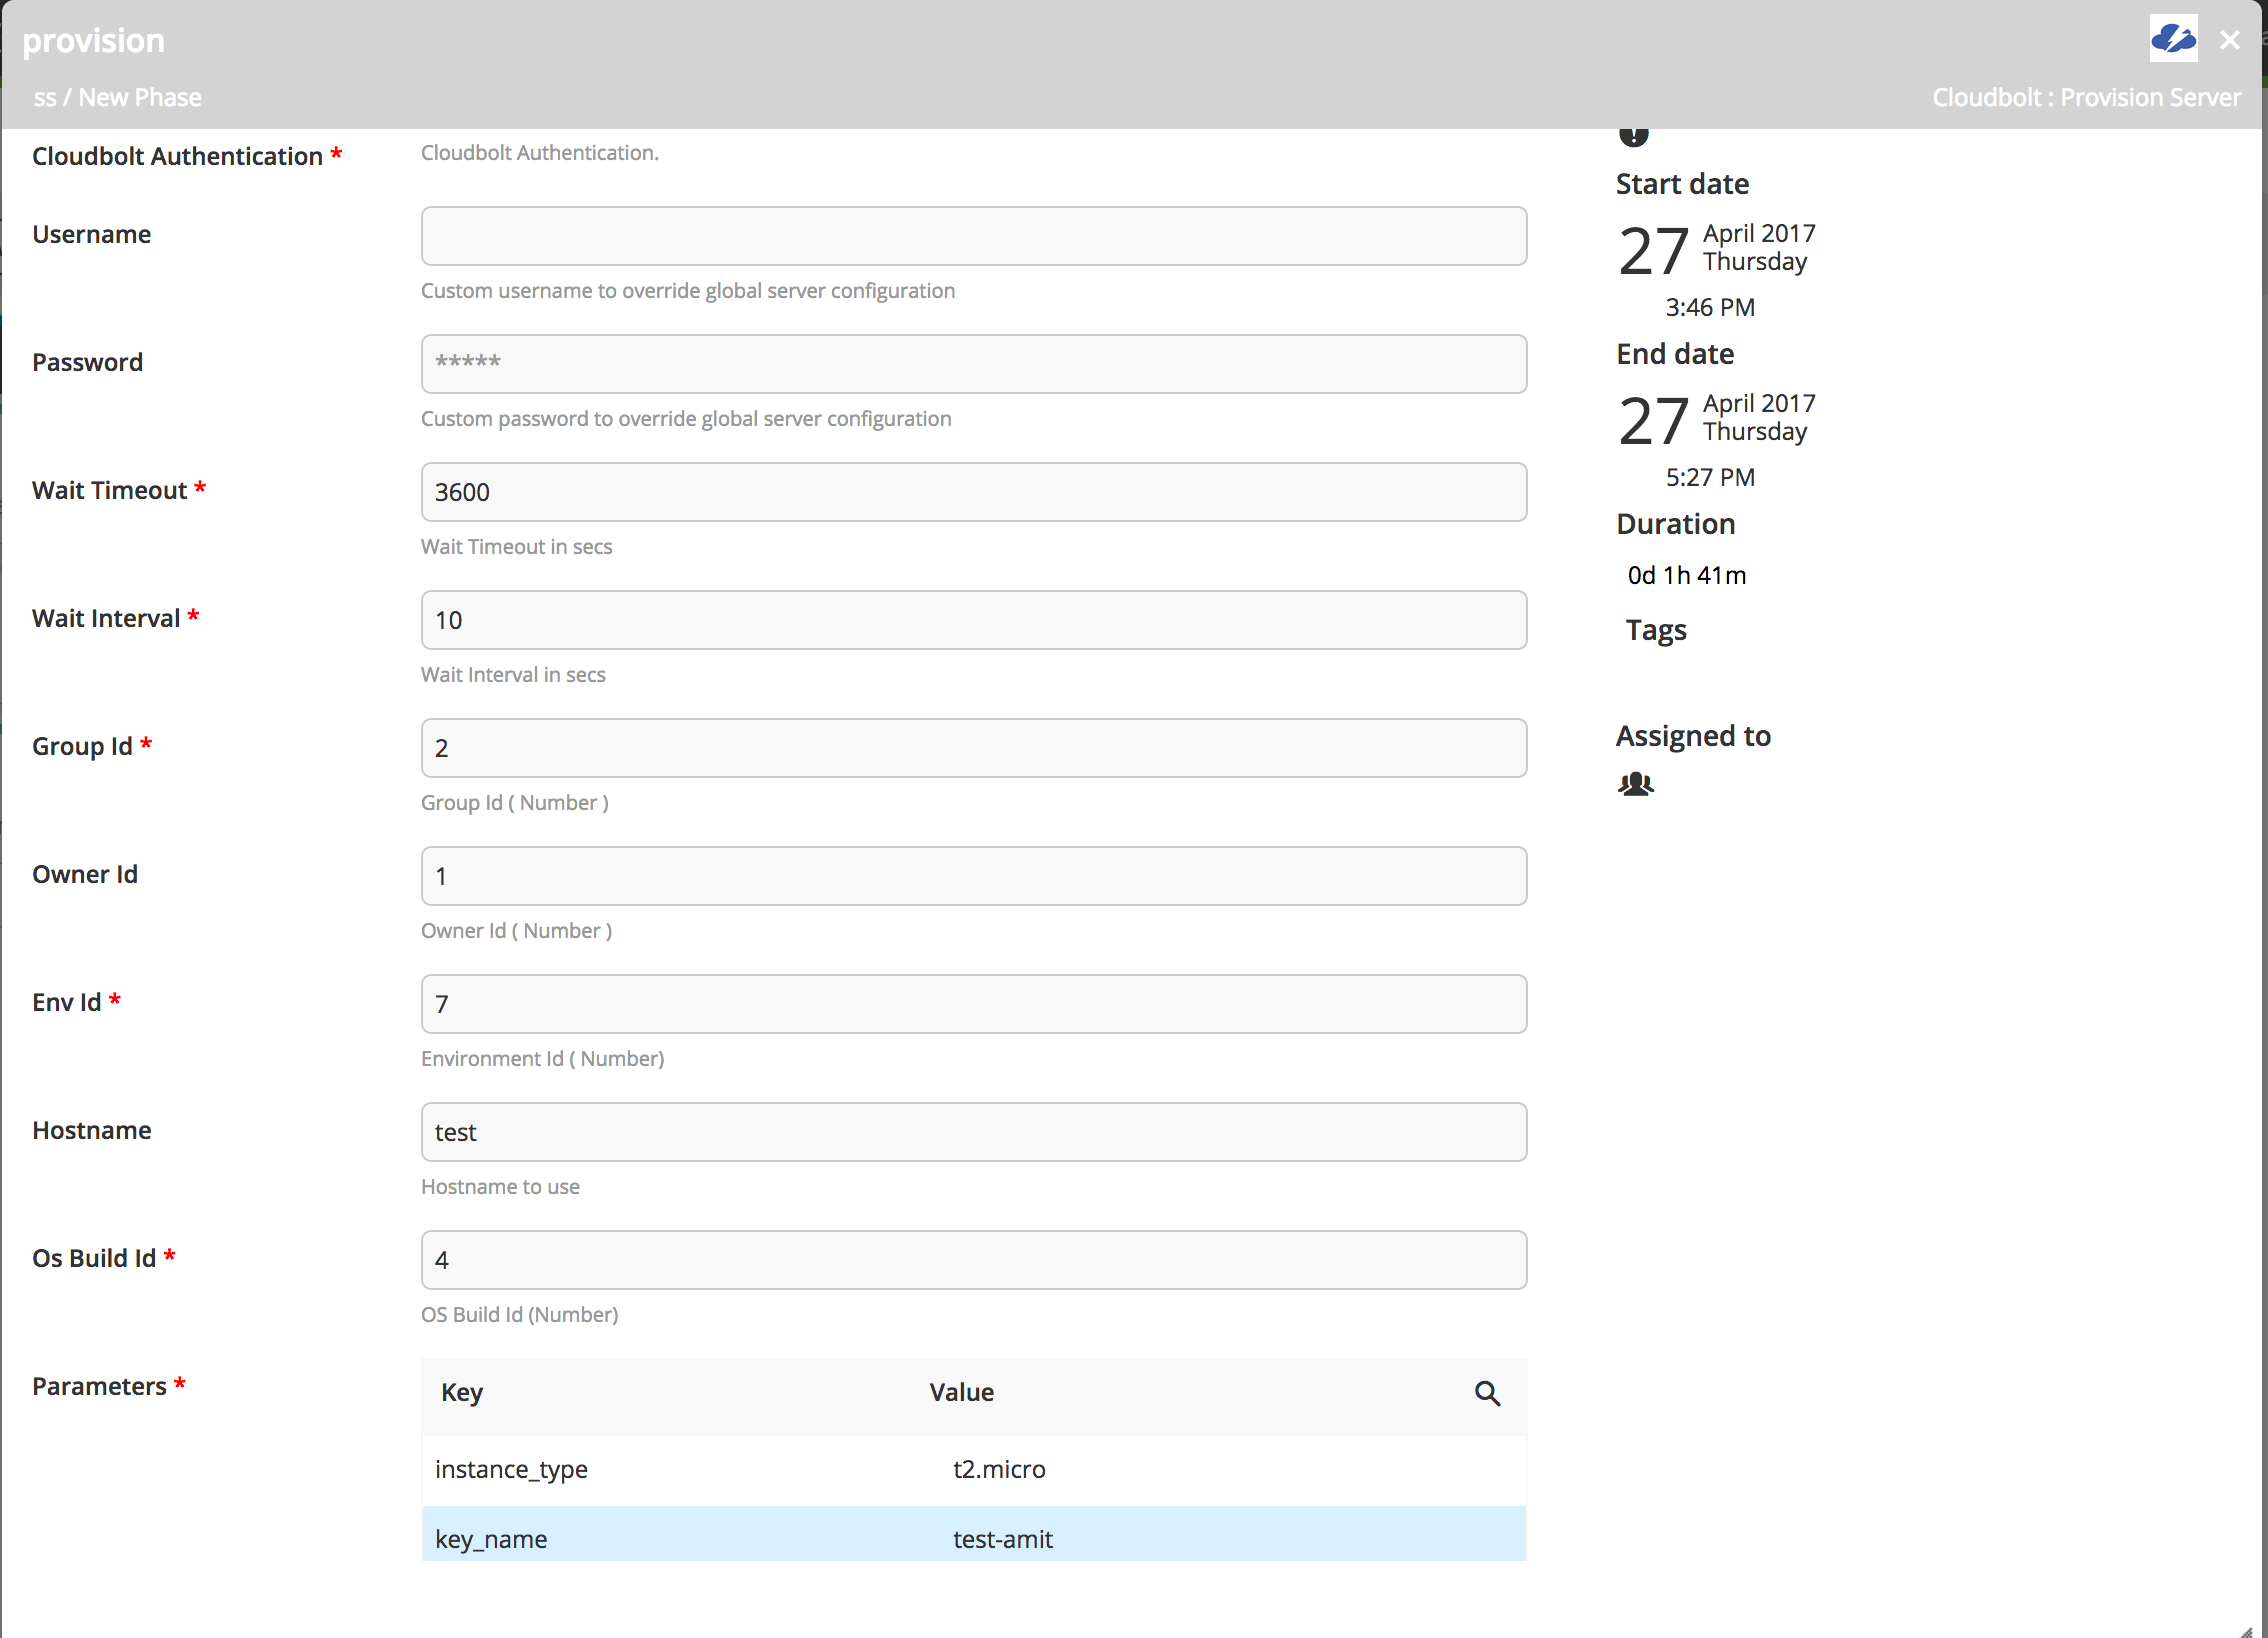 provision
ss / New Phase
Cloudbolt : Provision Server
Cloudbolt Authentication *
Cloudbolt Authentication.
Username
Custom username to override global server configuration
Password
*****
Custom password to override global server configuration
Wait Timeout *
3600
Wait Timeout in secs
Wait Interval *
10
Wait Interval in secs
Group Id *
2
Group Id ( Number )
Owner Id
1
Owner Id ( Number )
Env Id *
7
Environment Id ( Number)
Hostname
test
Hostname to use
Os Build Id *
4
OS Build Id (Number)
Parameters *
Key Value
instance_type t2.micro
key_name test-amit
Start date
27 April 2017
Thursday
3:46 PM
End date
27 April 2017
Thursday
5:27 PM
Duration
0d 1h 41m
Tags
Assigned to